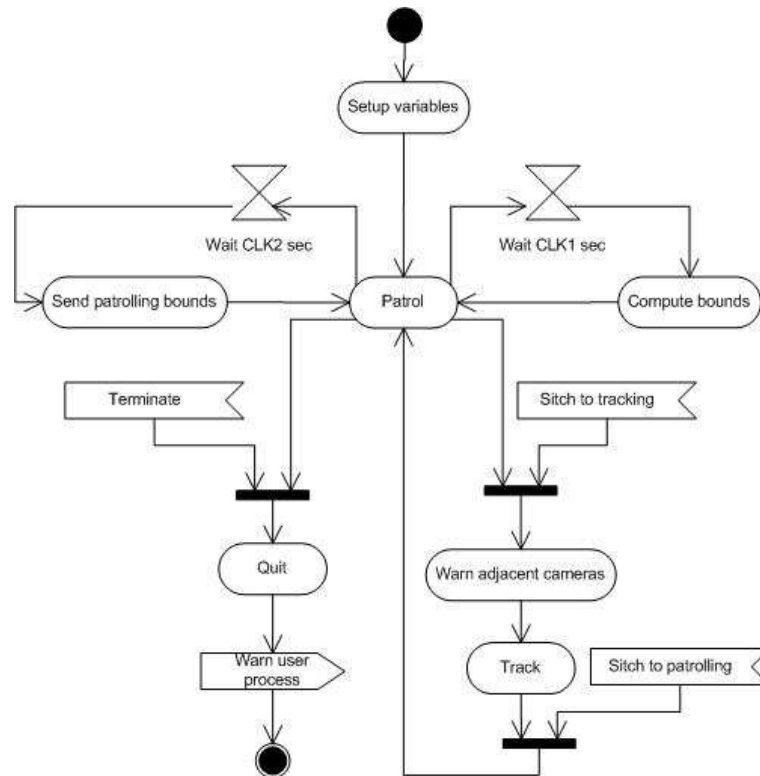 Setup variables
Wait CLK2 sec
Wait CLK1 sec
Send patrolling bounds
Patrol
Compute bounds
Terminate
Sitch to tracking
Quit
Warn adjacent cameras
Warn user
process
Track
Sitch to patrolling